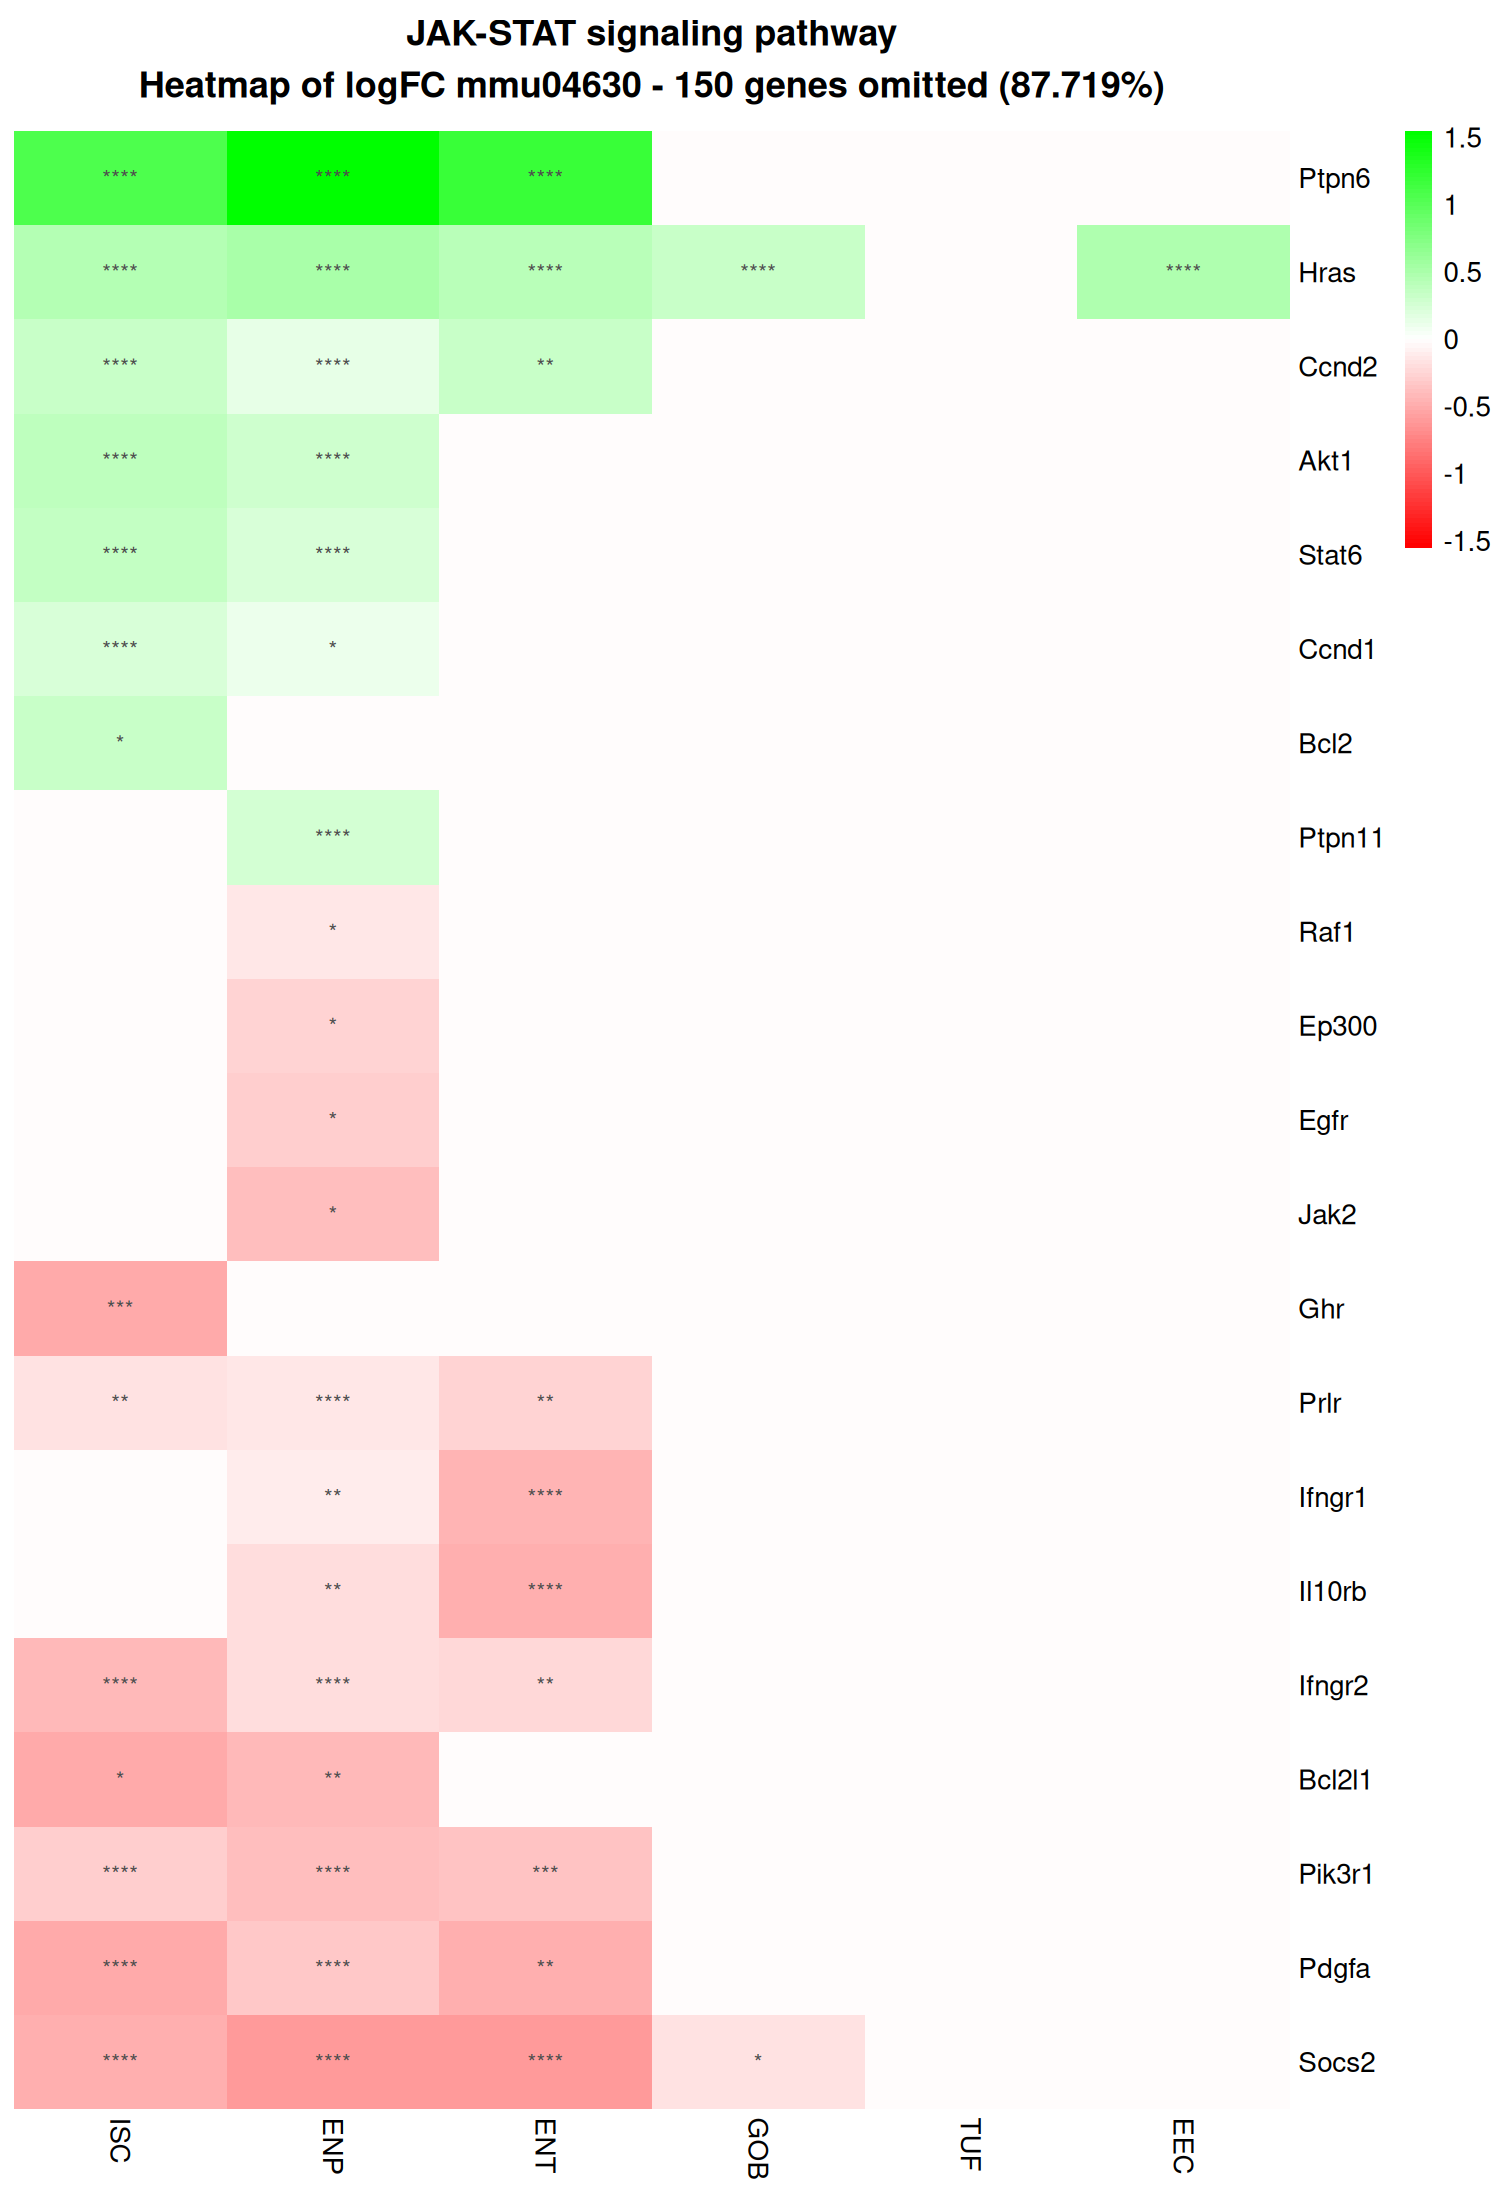 JAK-STAT signaling pathway
Heatmap of logFC mmu04630 - 150 genes omitted (87.719%)
1.5
1
0.5
0
-0.5
-1
-1.5
**** **** **** Ptpn6
**** **** **** **** **** Hras
**** **** ** Ccnd2
**** **** Akt1
**** **** Stat6
**** * Ccnd1
* Bcl2
**** Ptpn11
* Raf1
* Ep300
* Egfr
* Jak2
*** Ghr
** **** ** Prlr
** **** Ifngr1
** **** Il10rb
**** **** ** Ifngr2
* ** Bcl2l1
**** **** *** Pik3r1
**** **** ** Pdgfa
**** **** **** * Socs2
ISC ENP ENT GOB TUF EEC